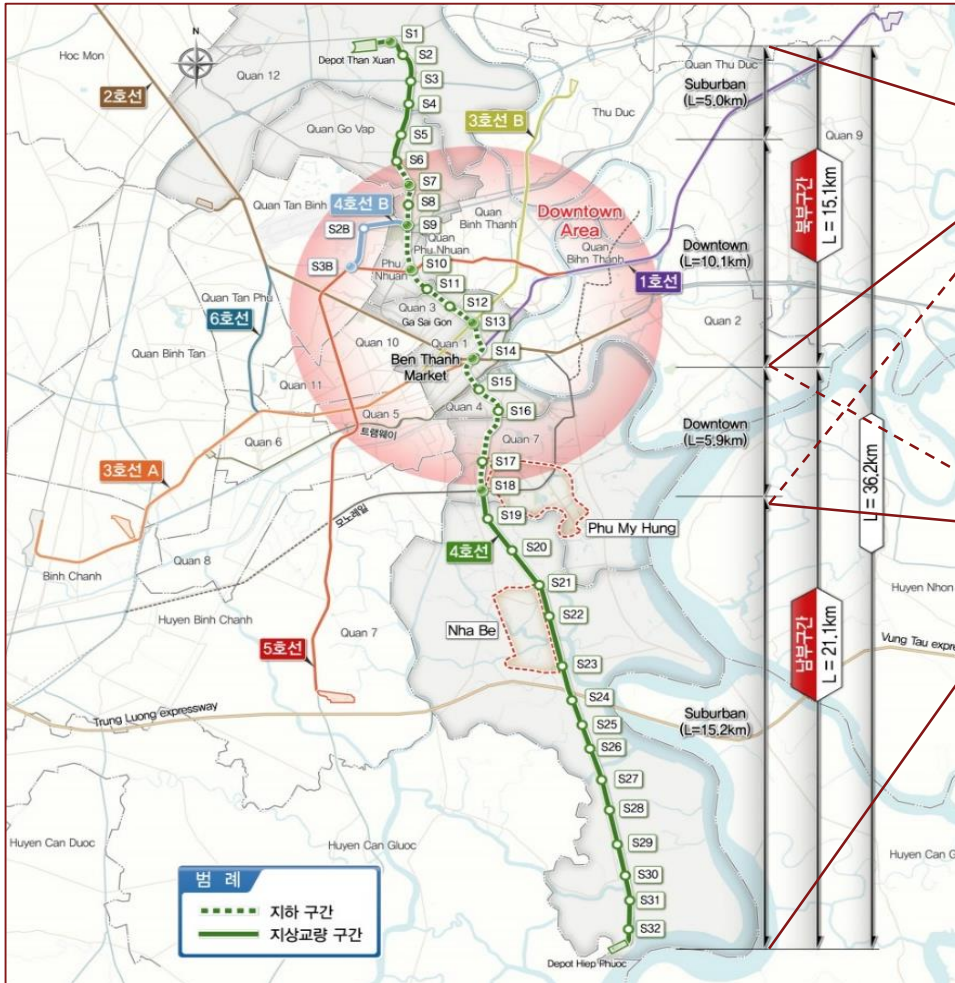 N
S1
Depot Than Xuan
S2
Hoc Mon
Quan 12
S3
2호선
S4
Quan Go Vap
S5
3호선 B
Thu Duc
Quan Thu Duc
Suburban
(L=5.0km)
Quan 9
S6
S7
Quan Tan Binh
4호선 B
S8
Quan
Binh Thanh
Downtown
Area
S2B
S9
Quan
Phu Nhuan
Quan
Bihn Thanh
S3B
Phu
Nhuan
S10
1호선
Downtown
(L=10.1km)
북부구간
L = 15.1km
Quan Tan Phu
S11
Quan 3
S12
6호선
Ga Sai Gon
S13
Quan 2
Quan 10
Quan 1
Quan Binh Tan
S14
Ben Thanh
Market
Quan 11
S15
Quan 5
Quan 4
S16
트램웨이
Quan 6
Quan 7
Downtown
(L=5.9km)
L = 36.2km
3호선 A
S17
S18
모노레일
S19
Phu My Hung
4호선
S20
Quan 8
Binh Chanh
S21
Huyen Nhon
Huyen Binh Chanh
S22
Quan 7
Nha Be
남부구간
L = 21.1km
5호선
S23
Vung Tau expre
S24
Trung Luong expressway
S25
Suburban
(L=15.2km)
S26
S27
S28
Huyen Can Duoc
Huyen Can Gluoc
S29
Huyen Can G
범 례
S30
지하 구간
S31
지상교량 구간
S32
Depot Hiep Phuoc